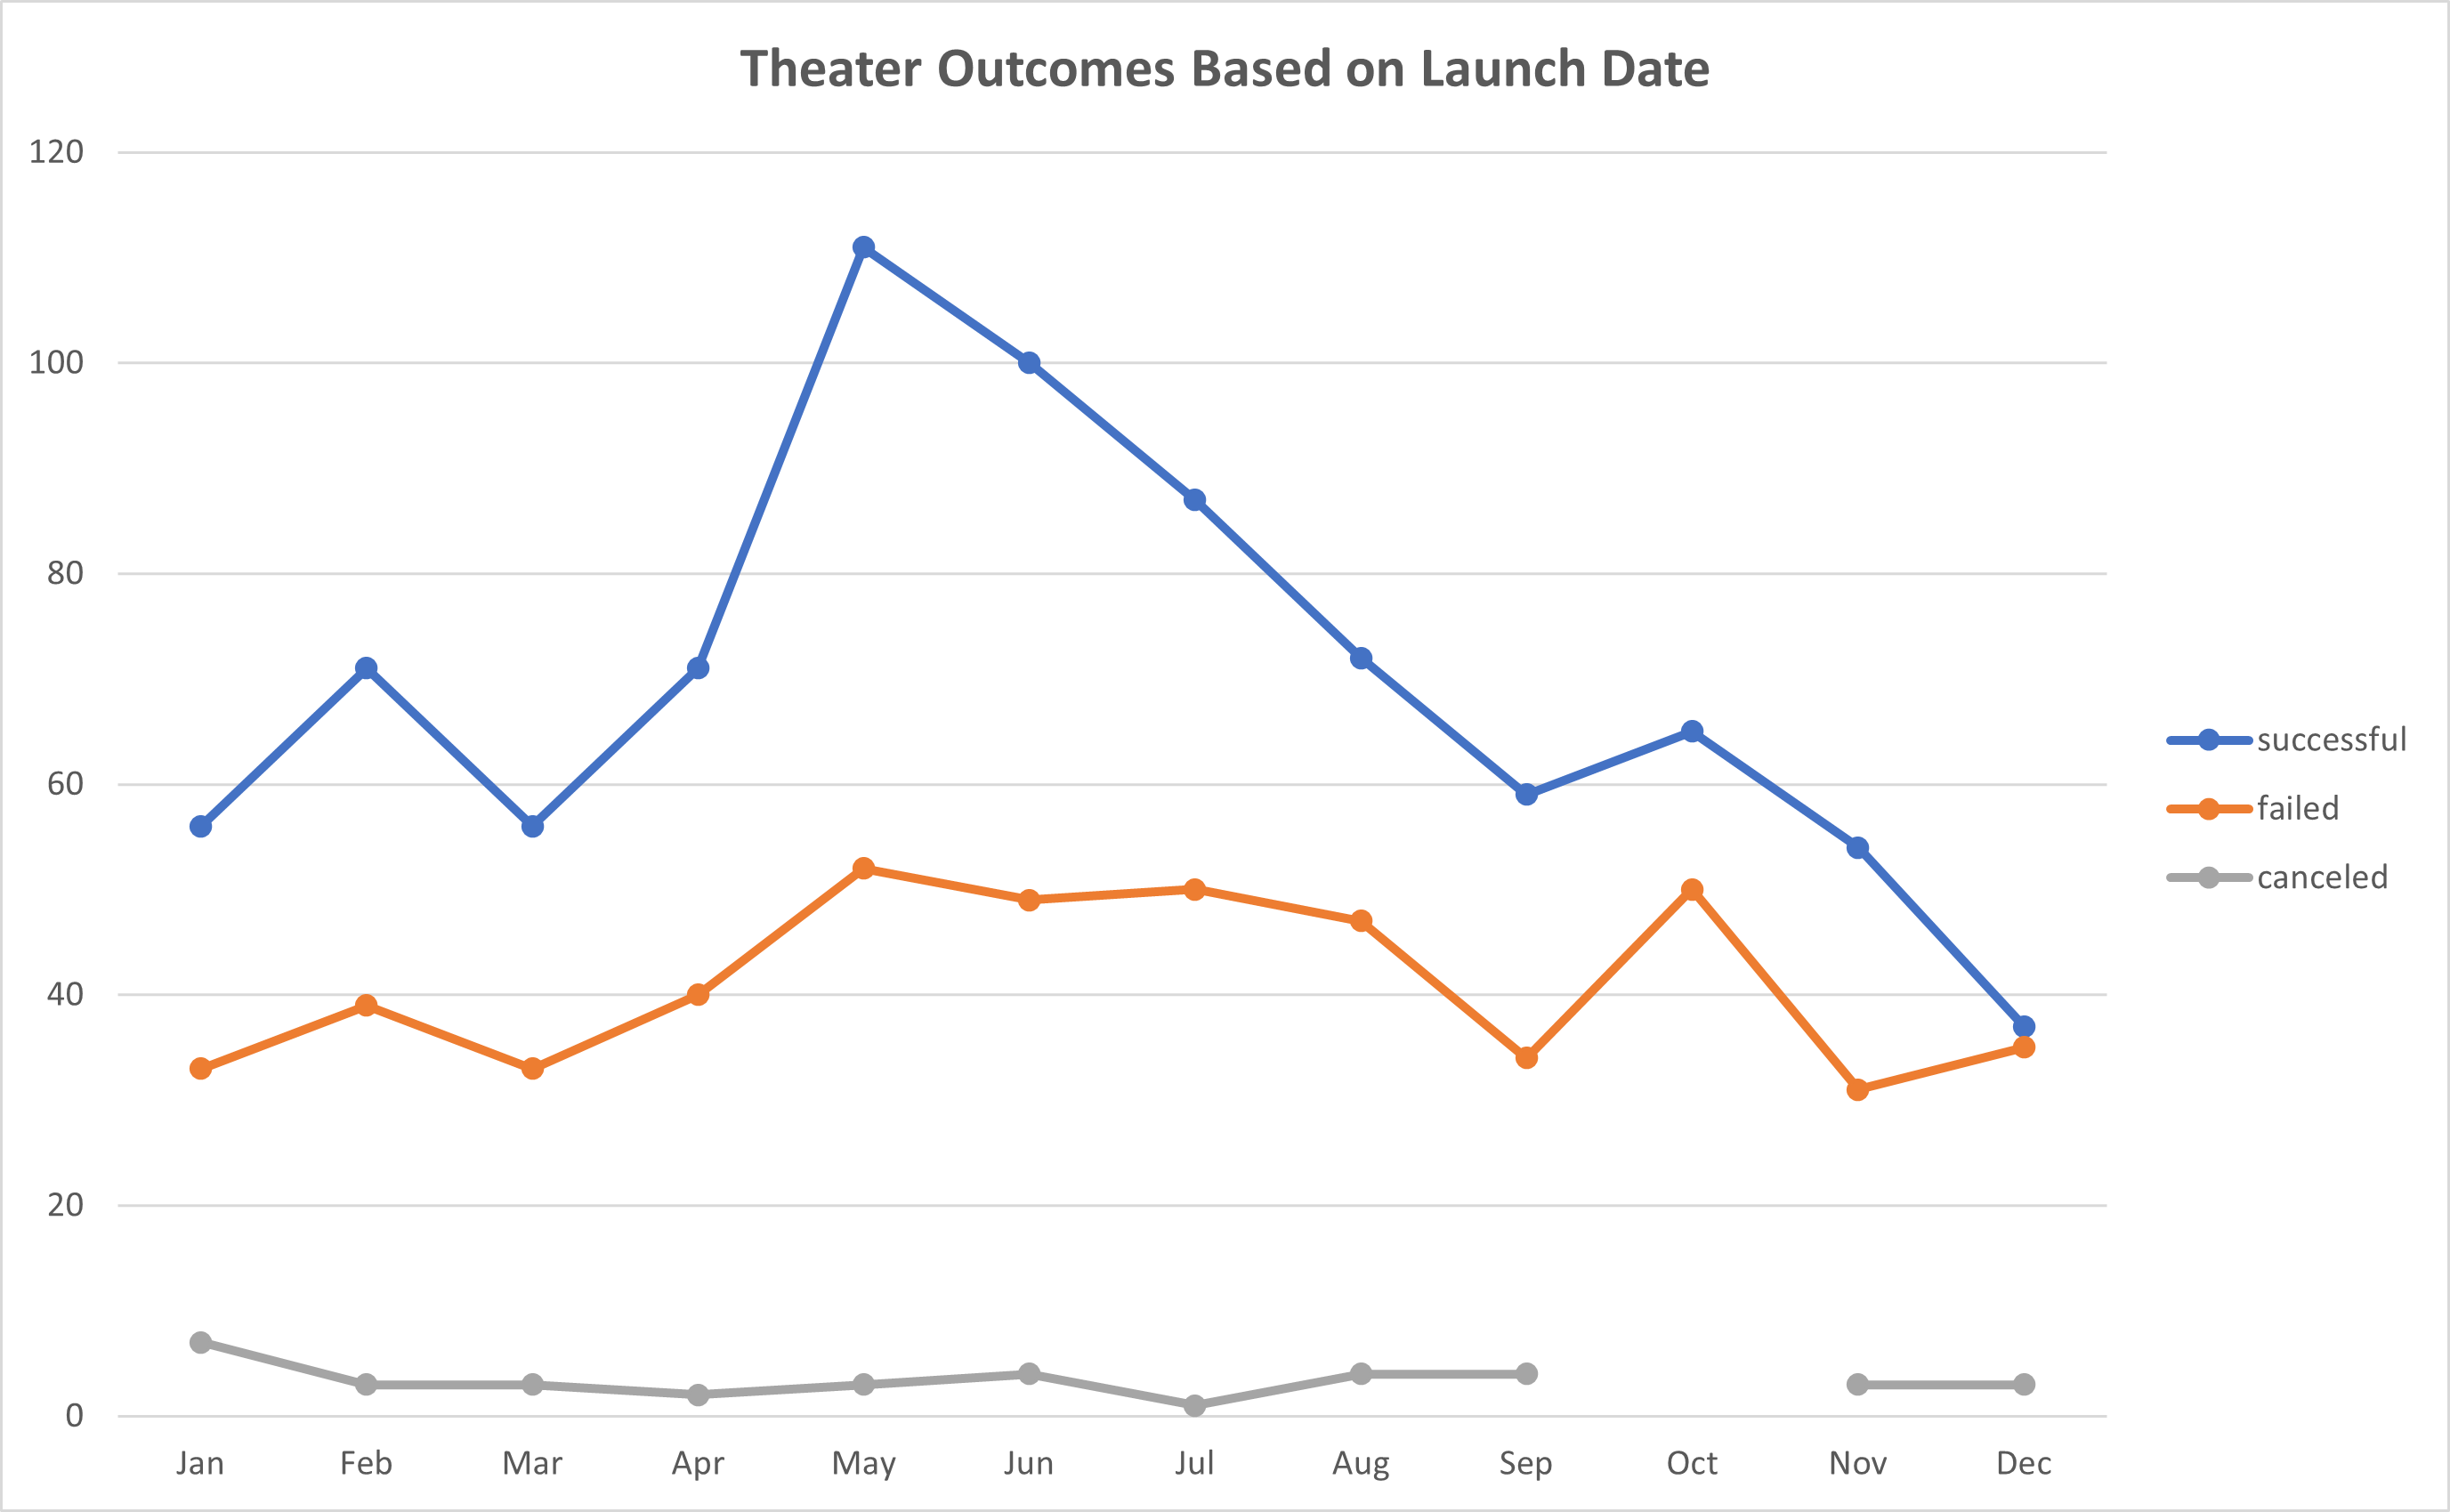 Theater Outcomes Based on Launch Date
120
100
80
60
40
20
0
Jan Feb Mar Apr May Jun Jul Aug Sep Oct Nov Dec
successful
failed
canceled